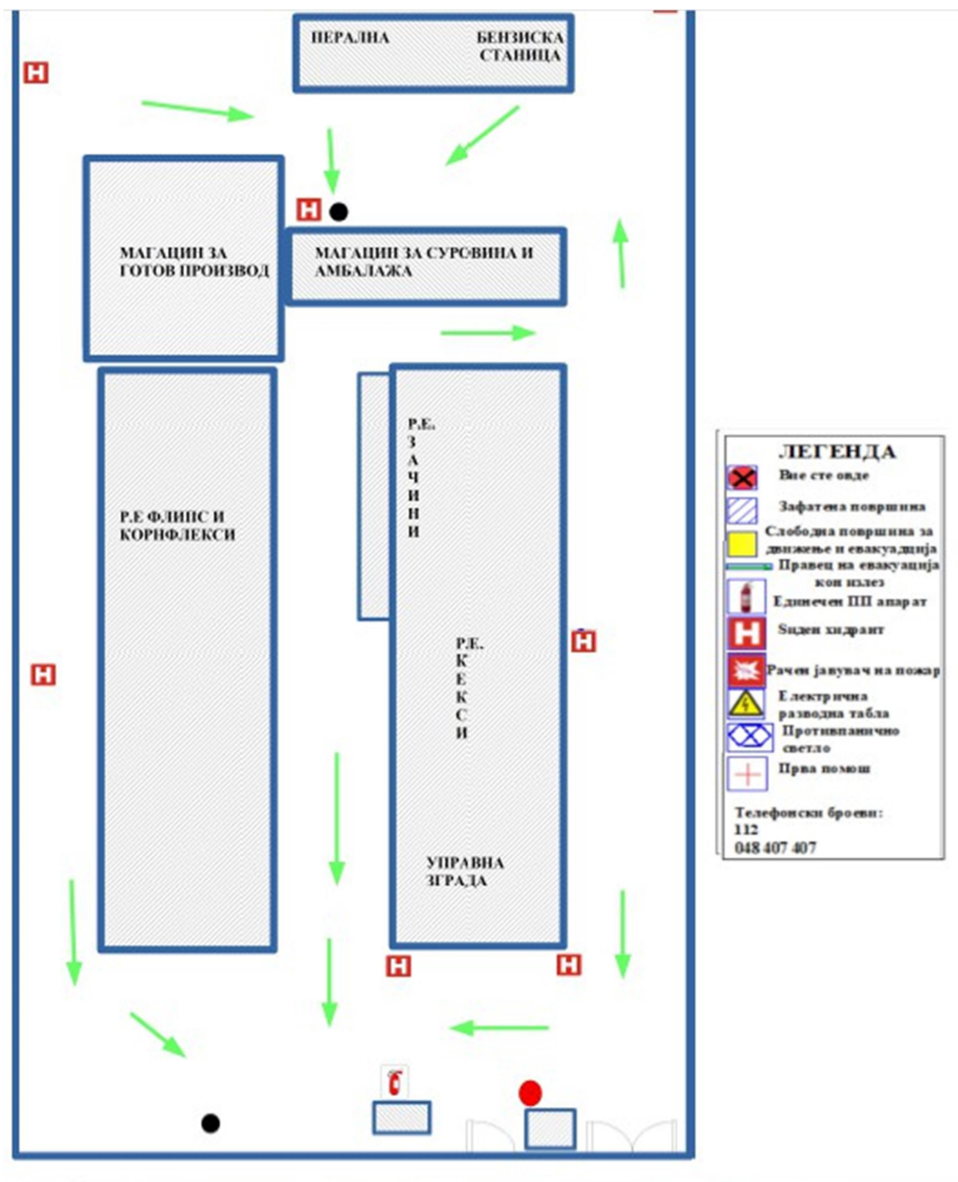 ПЕРАЛНА
БЕНЗИСКА
СТАНИЦА
H
H
МАГАЦИН ЗА
ГОТОВ ПРОИЗВОД
МАГАЦИН ЗА СУРОВИНА И
АМБАЛАЖА
Р.Е.
З
А
Ч
И
Н
И
Р.Е ФЛИПС И
КОРНФЛЕКСИ
Р.Е.
К
Е
К
С
И
H
H
УПРАВНА
ЗГРАДА
H
H
ЛЕГЕНДА
Вие сте овде
Зафатена површина
Слободна површина за
движење и евакуадција
Правец на евакуација
кон излез
Единечен ПП апарат
H
Ѕиден хидрант
Рачен јавувач на пожар
Електрична
разводна табла
Противпанично
светло
Прва помош
Телефонски броеви:
112
048 407 407